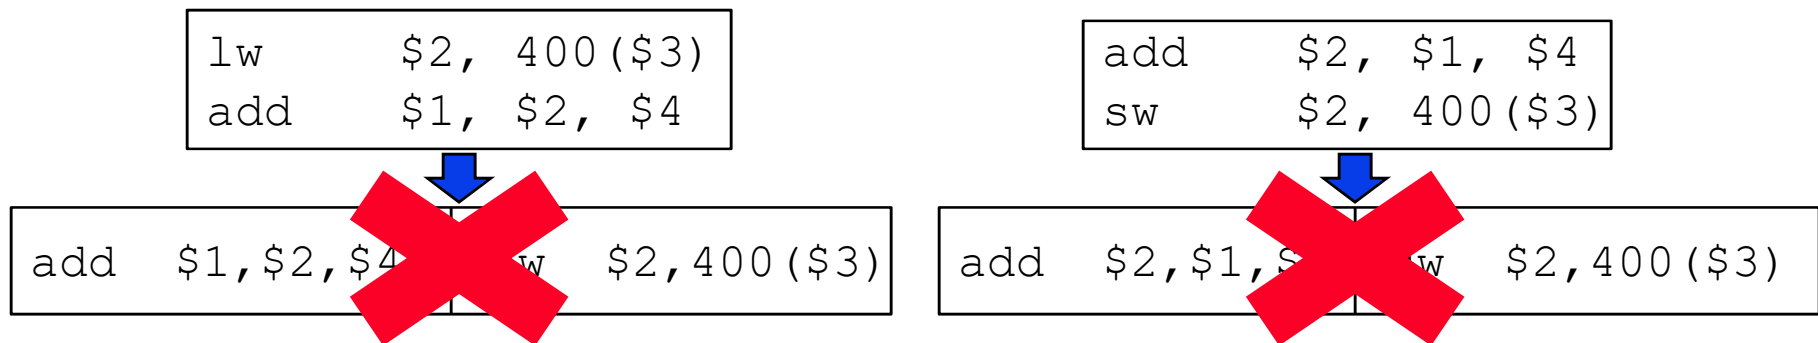 lw $2, 400($3)
add $1, $2, $4
add $2, $1, $4
sw $2, 400($3)
add $1,$2,$4 $2,400($3)
add $2,$1, $2,400($3)